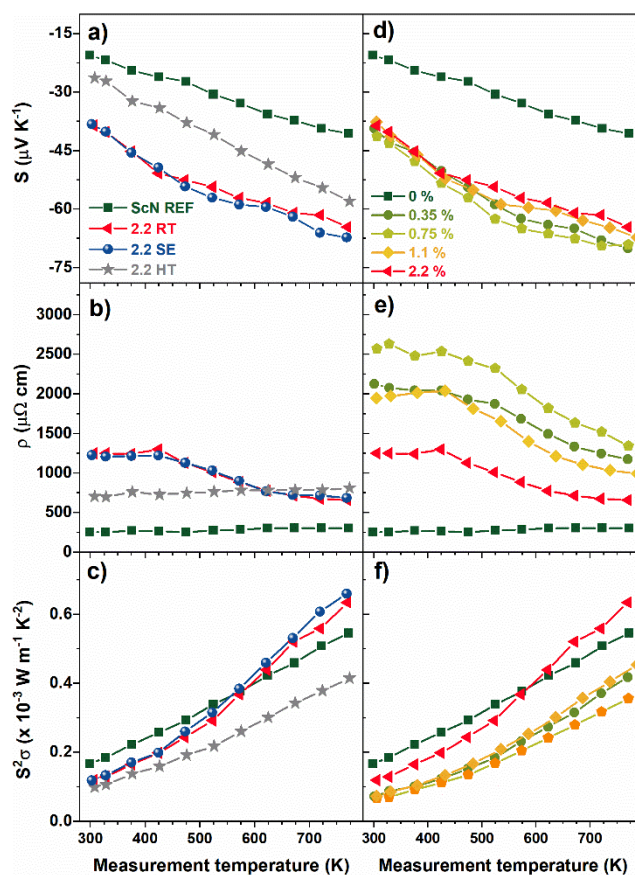 a)
-15
-30
-45
-60
-75
S (μV K⁻¹)
ScN REF
2.2 RT
2.2 SE
2.2 HT
d)
0 %
0.35 %
0.75 %
1.1 %
2.2 %
b)
3000
2500
2000
1500
1000
500
0
ρ (μΩ cm)
e)
c)
0.6
0.4
0.2
0.0
S²σ (x 10⁻³ W m⁻¹ K⁻²)
f)
300 400 500 600 700
300 400 500 600 700
Measurement temperature (K)
Measurement temperature (K)